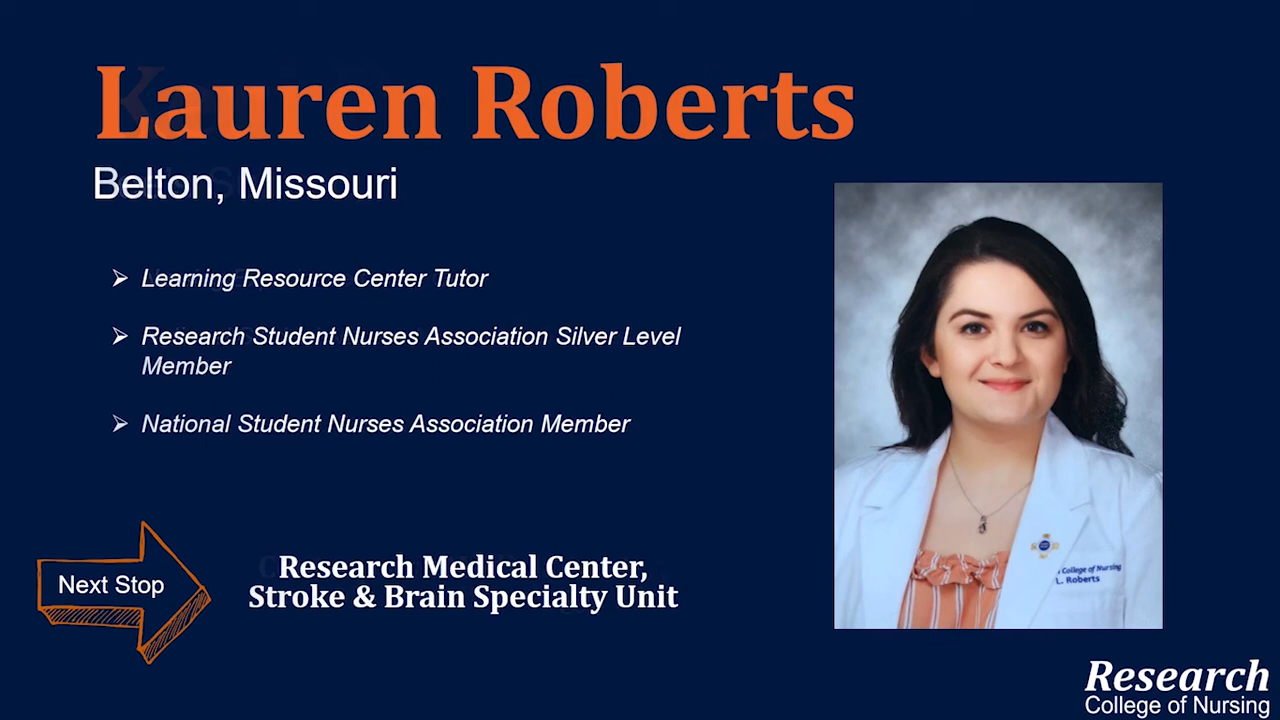 Lauren Roberts
Belton, Missouri
Learning Resource Center Tutor
Research Student Nurses Association Silver Level
Member
National Student Nurses Association Member
Next Stop
Research Medical Center,
Stroke & Brain Specialty Unit
College of Nursing
L. Roberts
Research
College of Nursing